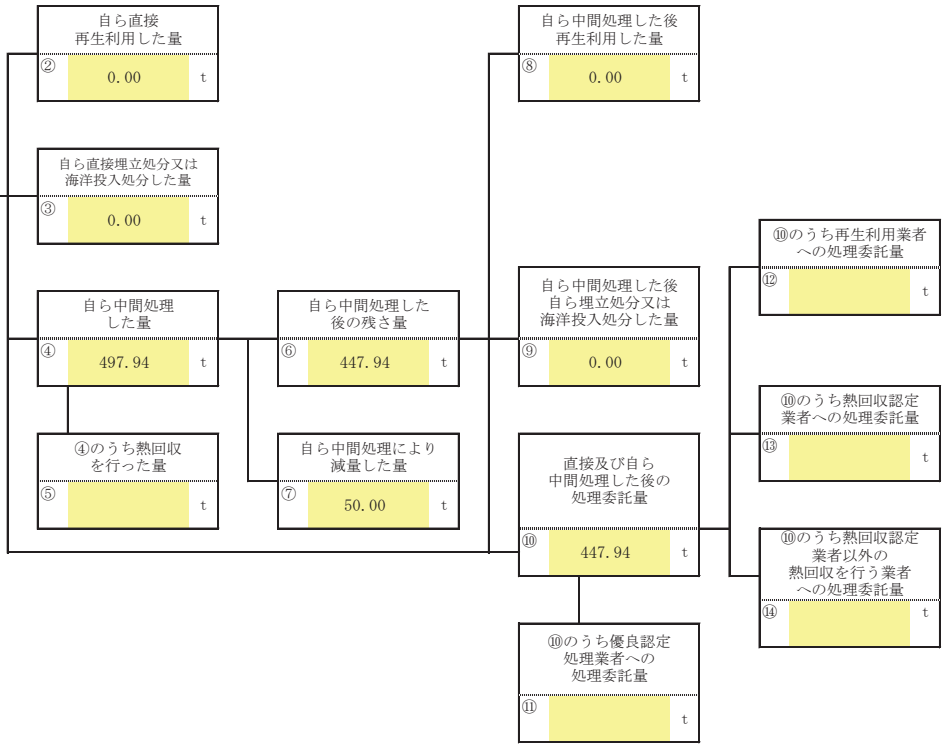 自ら直接
再生利用した量
②
0.00
t
自ら中間処理した後
再生利用した量
⑧
0.00
t
自ら直接埋立処分又は
海洋投入処分した量
③
0.00
t
⑩のうち再生利用業者
への処理委託量
⑫
t
自ら中間処理
した量
④
497.94
t
自ら中間処理した
後の残さ量
⑥
447.94
t
自ら中間処理した後
自ら埋立処分又は
海洋投入処分した量
⑨
0.00
t
⑩のうち熱回収認定
業者への処理委託量
⑬
t
④のうち熱回収
を行った量
⑤
t
自ら中間処理により
減量した量
⑦
50.00
t
直接及び自ら
中間処理した後の
処理委託量
⑩
447.94
t
⑩のうち熱回収認定
業者以外の
熱回収を行う業者
への処理委託量
⑭
t
⑩のうち優良認定
処理業者への
処理委託量
⑪
t